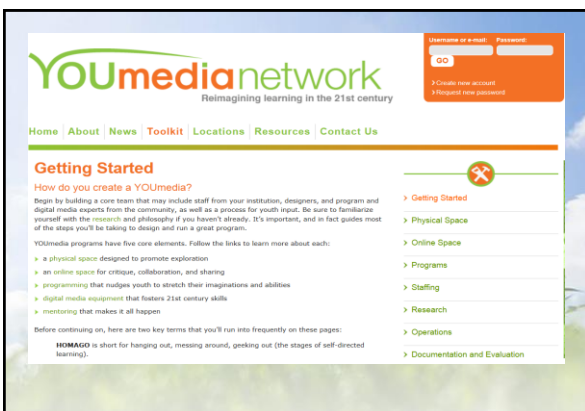 Username or e-mail: Password:
GO
> Create new account
> Request new password
YOUmedianetwork
Reimagining learning in the 21st century
Home About News Toolkit Locations Resources Contact Us
Getting Started
How do you create a YOUmedia?
Begin by building a core team that may include staff from your institution, designers, and program and
digital media experts from the community, as well as a process for youth input. Be sure to familiarize
yourself with the research and philosophy if you haven't already. It's important, and in fact guides most
of the steps you'll be taking to design and run a great program.
YOUmedia programs have five core elements. Follow the links to learn more about each:
» a physical space designed to promote exploration
» an online space for critique, collaboration, and sharing
» programming that nudges youth to stretch their imaginations and abilities
» digital media equipment that fosters 21st century skills
» mentoring that makes it all happen
Before continuing on, here are two key terms that you'll run into frequently on these pages:
HOMAGO is short for hanging out, messing around, geeking out (the stages of self-directed
learning).
> Getting Started
> Physical Space
> Online Space
> Programs
> Staffing
> Research
> Operations
> Documentation and Evaluation